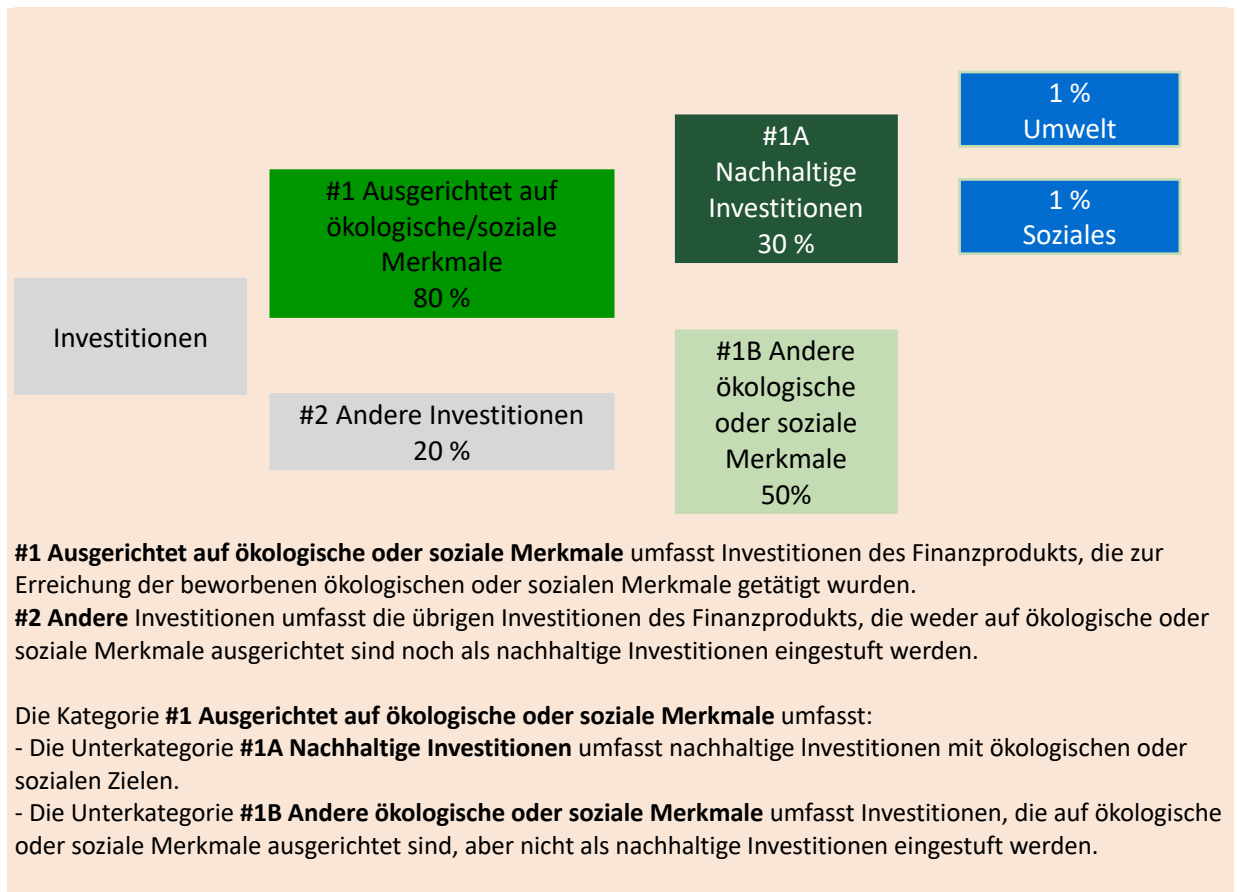 Investitionen
#1 Ausgerichtet auf
ökologische/soziale
Merkmale
80 %
#2 Andere Investitionen
20 %
#1A
Nachhaltige
Investitionen
30 %
#1B Andere
ökologische
oder soziale
Merkmale
50%
1 %
Umwelt
1 %
Soziales
#1 Ausgerichtet auf ökologische oder soziale Merkmale umfasst Investitionen des Finanzprodukts, die zur
Erreichung der beworbenen ökologischen oder sozialen Merkmale getätigt wurden.
#2 Andere Investitionen umfasst die übrigen Investitionen des Finanzprodukts, die weder auf ökologische oder
soziale Merkmale ausgerichtet sind noch als nachhaltige Investitionen eingestuft werden.
Die Kategorie #1 Ausgerichtet auf ökologische oder soziale Merkmale umfasst:
- Die Unterkategorie #1A Nachhaltige Investitionen umfasst nachhaltige Investitionen mit ökologischen oder
sozialen Zielen.
- Die Unterkategorie #1B Andere ökologische oder soziale Merkmale umfasst Investitionen, die auf ökologische
oder soziale Merkmale ausgerichtet sind, aber nicht als nachhaltige Investitionen eingestuft werden.